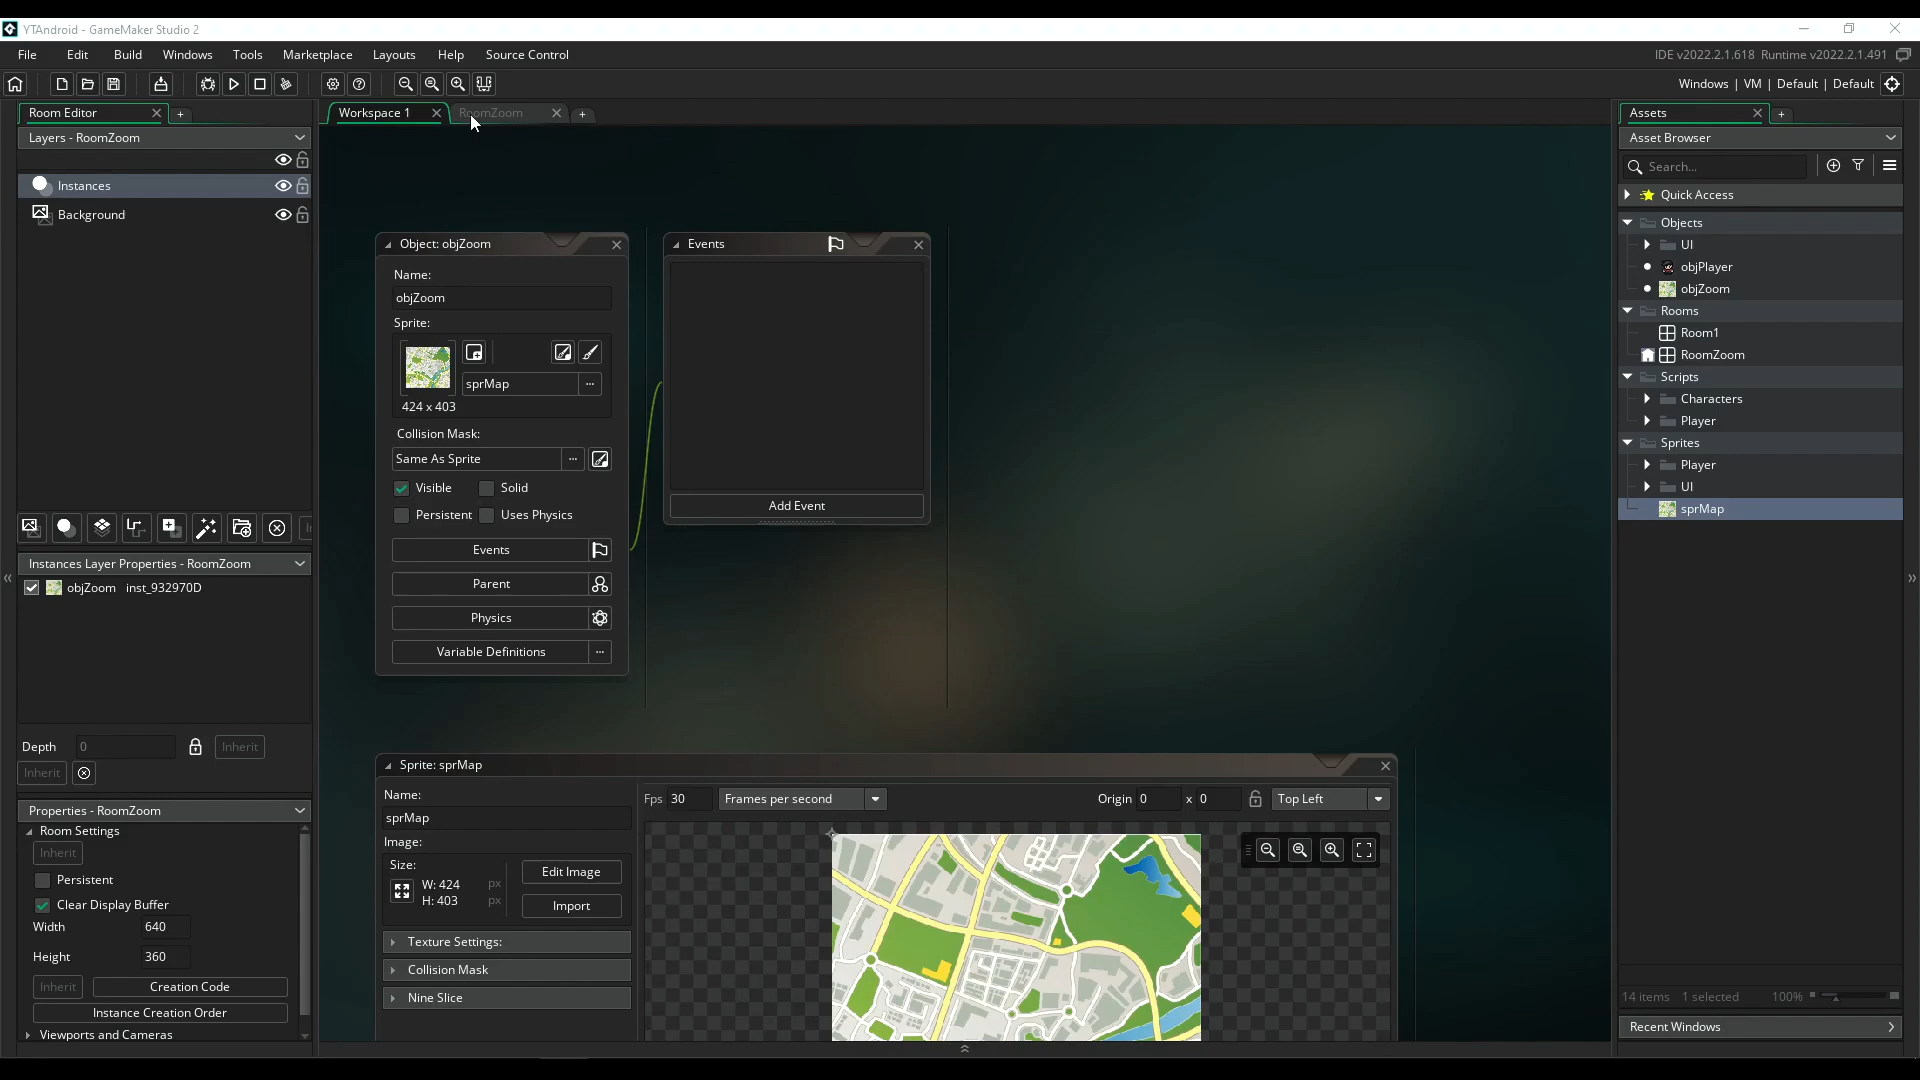 YTAndroid - GameMaker Studio 2
File Edit Build Windows Tools Marketplace Layouts Help Source Control
IDE v2022.2.1.618 Runtime v2022.2.1.491
Windows | VM | Default | Default
Room Editor
Layers - RoomZoom
Instances
Background
Instances Layer Properties - RoomZoom
objZoom inst_932970D
Depth 0 Inherit
Inherit
Properties - RoomZoom
Room Settings
Inherit
Persistent
Clear Display Buffer
Width 640
Height 360
Inherit Creation Code
Instance Creation Order
Viewports and Cameras
Workspace 1 RoomZoom
Object: objZoom
Name:
objZoom
Sprite:
sprMap
424 x 403
Collision Mask:
Same As Sprite
Visible Solid
Persistent Uses Physics
Events
Parent
Physics
Variable Definitions
Events
Add Event
Sprite: sprMap
Name:
sprMap
Image:
Size:
W: 424 px
H: 403 px
Edit Image
Import
Texture Settings:
Collision Mask
Nine Slice
Fps 30 Frames per second
Origin 0 x 0 Top Left
Assets
Asset Browser
Search...
Quick Access
Objects
UI
objPlayer
objZoom
Rooms
Room1
RoomZoom
Scripts
Characters
Player
Sprites
Player
UI
sprMap
14 items 1 selected 100%
Recent Windows